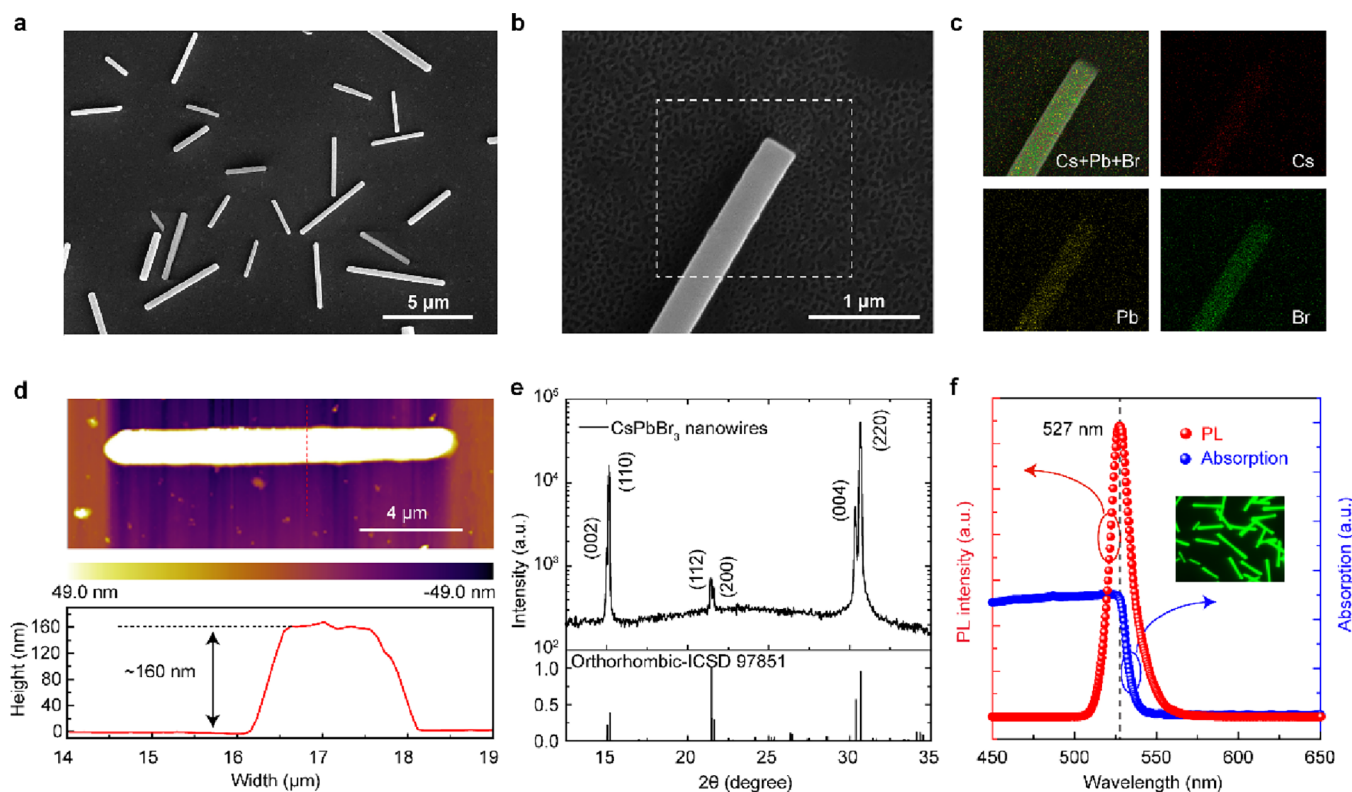 a
b
c
5 μm
1 μm
Cs+Pb+Br
Cs
Pb
Br
d
4 μm
49.0 nm
-49.0 nm
Height (nm)
160
120
80
40
0
~160 nm
14
15
16
17
18
19
Width (μm)
e
Intensity (a.u.)
10⁵
10⁴
10³
10²
CsPbBr₃ nanowires
(002)
(110)
(112)
(200)
(004)
(220)
Orthorhombic-ICSD 97851
1.0
0.5
0.0
15
20
25
30
35
2θ (degree)
f
PL intensity (a.u.)
527 nm
PL
Absorption
Absorption (a.u.)
450
500
550
600
650
Wavelength (nm)